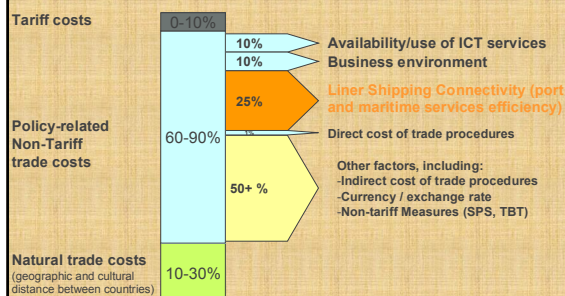 Tariff costs
0-10%
10%
Availability/use of ICT services
10%
Business environment
25%
Liner Shipping Connectivity (port
and maritime services efficiency)
Policy-related
Non-Tariff
trade costs
60-90%
1%
Direct cost of trade procedures
50+ %
Other factors, including:
-Indirect cost of trade procedures
-Currency / exchange rate
-Non-tariff Measures (SPS, TBT)
Natural trade costs
(geographic and cultural
distance between countries)
10-30%